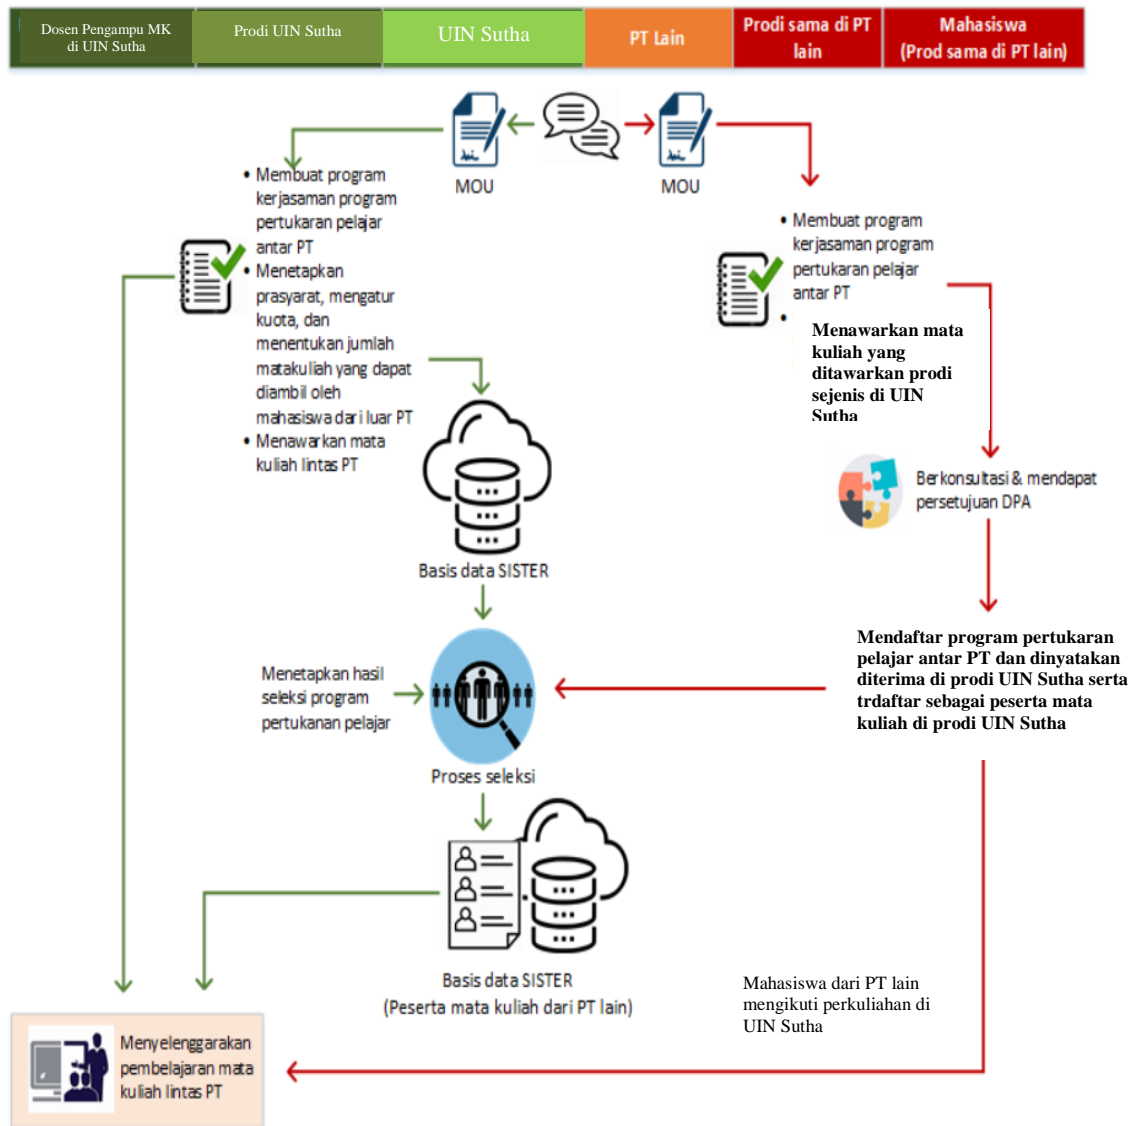 Dosen Pengampu MK
di UIN Sutha
Prodi UIN Sutha
UIN Sutha
PT Lain
Prodi sama di PT
lain
Mahasiswa
(Prod sama di PT lain)
MOU
MOU
• Membuat program
kerjasaman program
pertukaran pelajar
antar PT
• Menetapkan
prasyarat, mengatur
kuota, dan
menentukan jumlah
matakuliah yang dapat
diambil oleh
mahasiswa dari luar PT
• Menawarkan mata
kuliah lintas PT
• Membuat program
kerjasaman program
pertukaran pelajar
antar PT
•
Menawarkan mata
kuliah yang
ditawarkan prodi
sejenis di UIN
Sutha
Berkonsultasi & mendapat
persetujuan DPA
Basis data SISTER
Mendaftar program pertukaran
pelajar antar PT dan dinyatakan
diterima di prodi UIN Sutha serta
trdaftar sebagai peserta mata
kuliah di prodi UIN Sutha
Menetapkan hasil
seleksi program
pertukanan pelajar
Proses seleksi
Basis data SISTER
(Peserta mata kuliah dari PT lain)
Mahasiswa dari PT lain
mengikuti perkuliahan di
UIN Sutha
Menyelenggarakan
pembelajaran mata
kuliah lintas PT